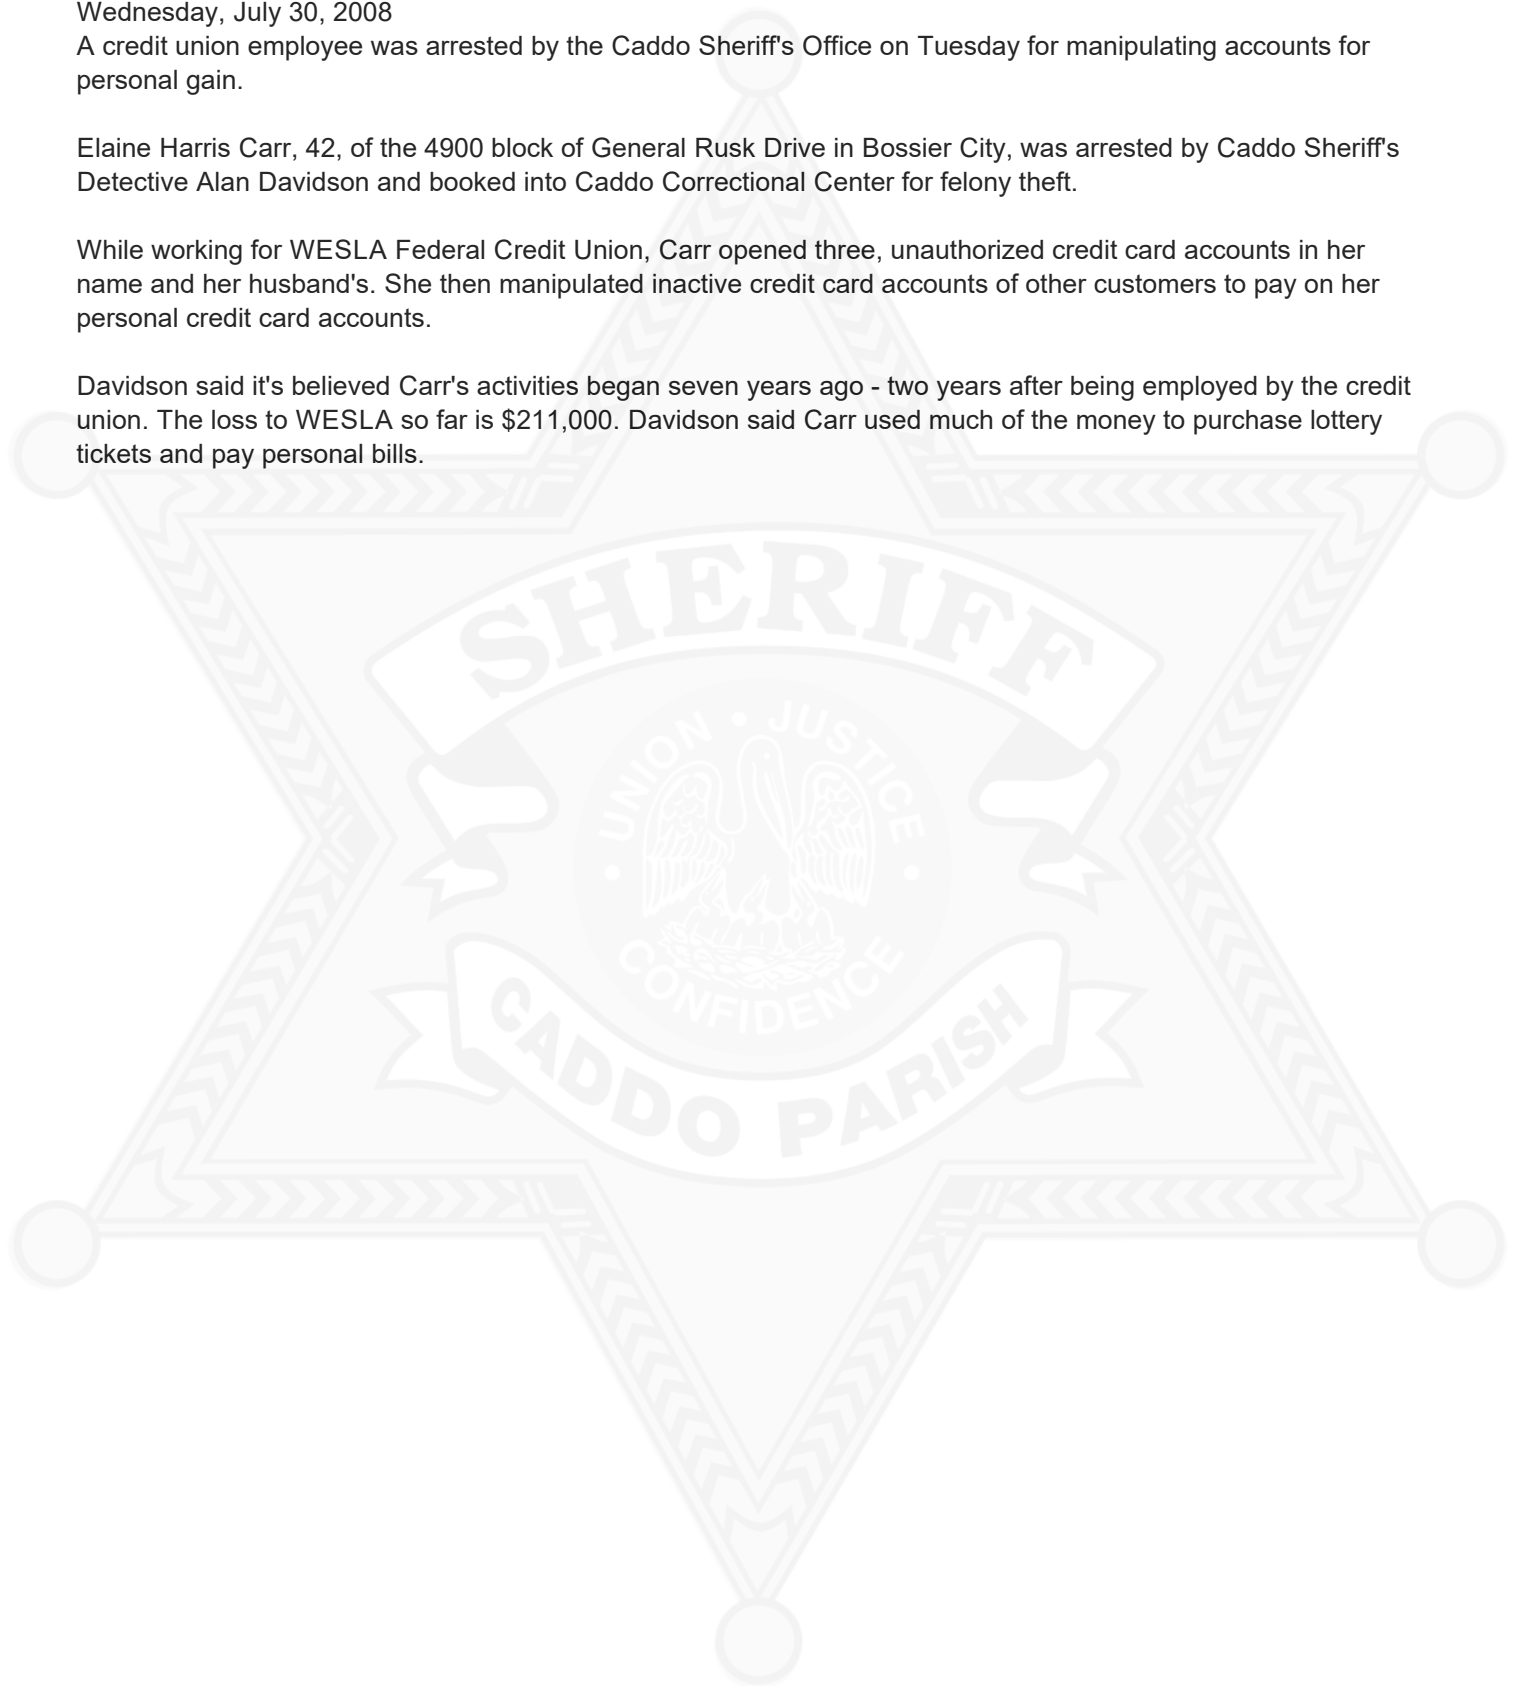 Wednesday, July 30, 2008
A credit union employee was arrested by the Caddo Sheriff's Office on Tuesday for manipulating accounts for
personal gain.
Elaine Harris Carr, 42, of the 4900 block of General Rusk Drive in Bossier City, was arrested by Caddo Sheriff's
Detective Alan Davidson and booked into Caddo Correctional Center for felony theft.
While working for WESLA Federal Credit Union, Carr opened three, unauthorized credit card accounts in her
name and her husband's. She then manipulated inactive credit card accounts of other customers to pay on her
personal credit card accounts.
Davidson said it's believed Carr's activities began seven years ago - two years after being employed by the credit
union. The loss to WESLA so far is $211,000. Davidson said Carr used much of the money to purchase lottery
tickets and pay personal bills.
SHERIFF
UNION • JUSTICE
• CONFIDENCE •
CADDO PARISH